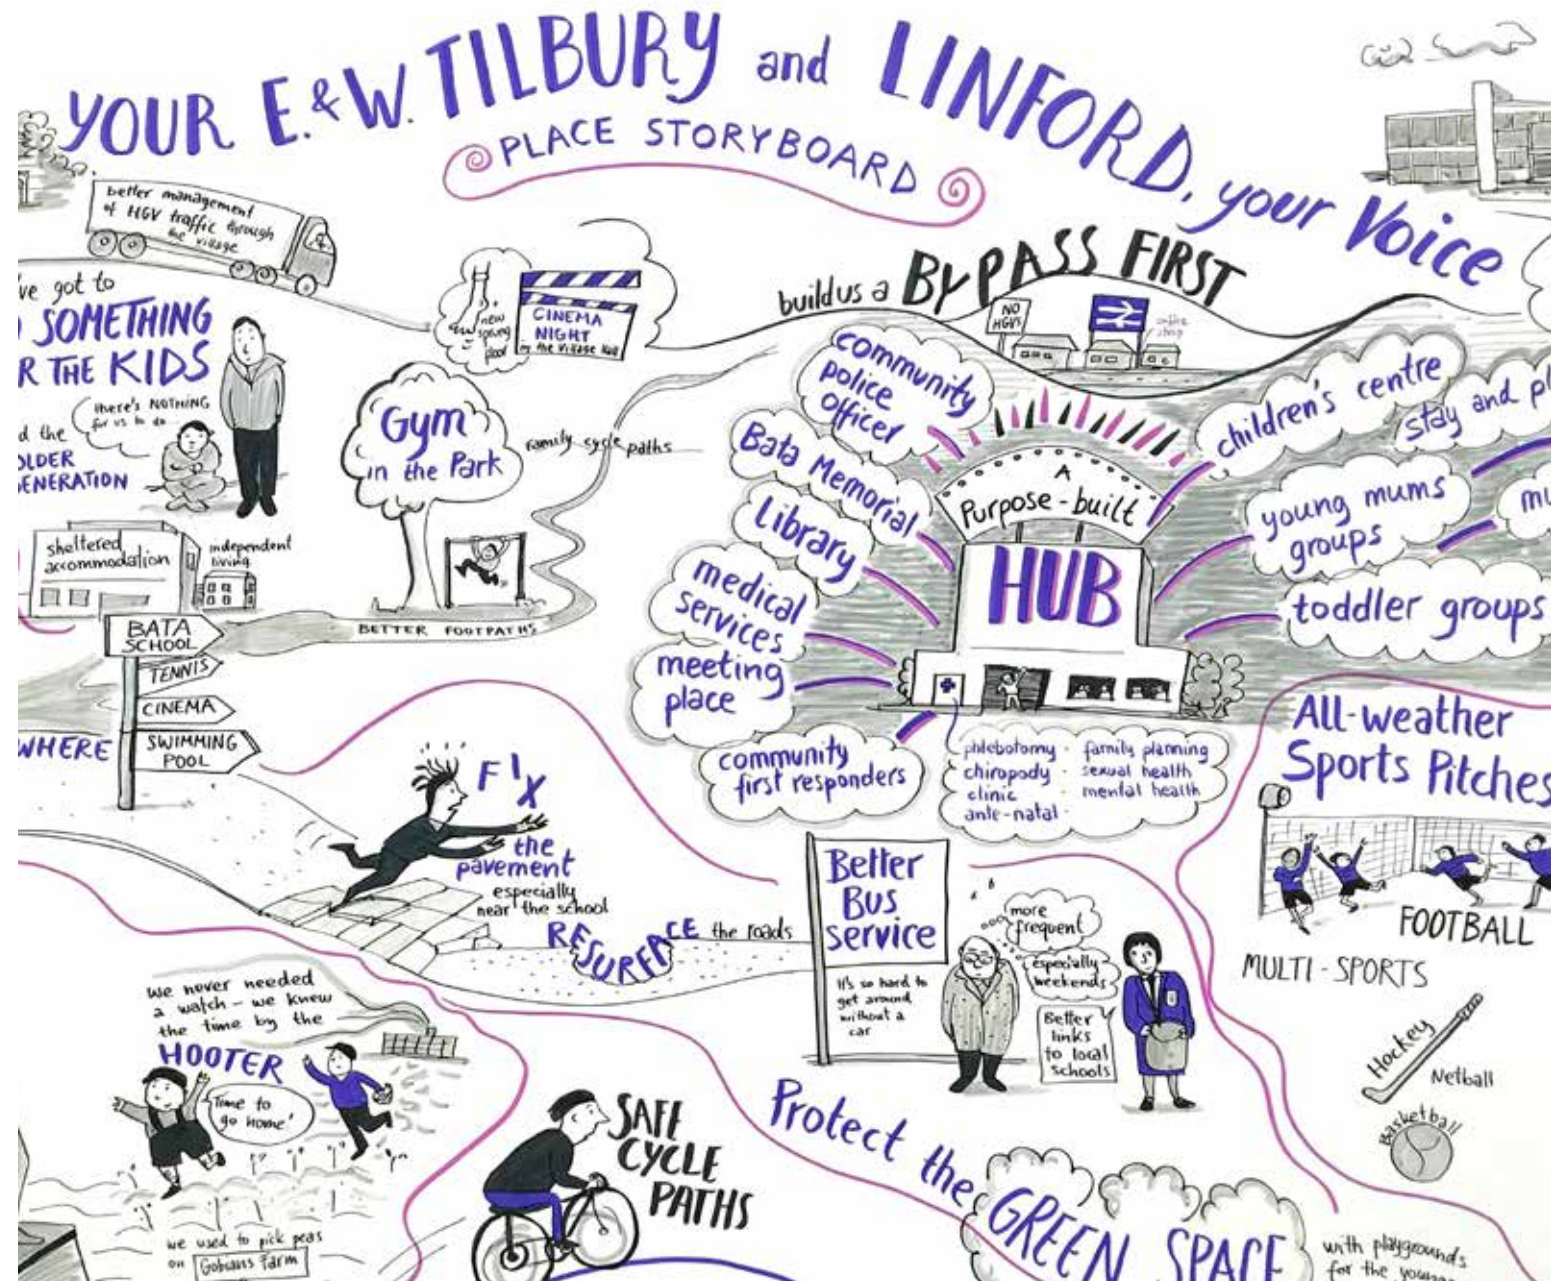 YOUR E.&W. TILBURY and LINFORD, your Voice
PLACE STORYBOARD
better management
of HGV traffic through
the village
've got to
SOMETHING
R THE KIDS
there's NOTHING
for us to do...
d the
OLDER
GENERATION
sheltered
accommodation
independent
living
new
swimming
pool
CINEMA
NIGHT
in the Village Hall
Gym
in the Park
Family cycle paths
BETTER FOOTPATHS
build us a BYPASS FIRST
NO
HGVS
coffee
shop
community
police
officer
Bata Memorial
Library
medical
services
meeting
place
community
first responders
A
Purpose-built
HUB
children's centre
stay and pl
young mums
groups
mu
toddler groups
phlebotomy · family planning
chiropody · sexual health
clinic · mental health
ante-natal ·
BATA
SCHOOL
TENNIS
CINEMA
SWIMMING
POOL
WHERE
FIX
the
pavement
especially
near the school
RESURFACE the roads
Better
Bus
Service
It's so hard to
get around
without a
car
more
frequent
especially
weekends
Better
links
to local
schools
All-weather
Sports Pitches
FOOTBALL
MULTI-SPORTS
Hockey
Netball
Basketball
we never needed
a watch – we knew
the time by the
HOOTER
Time to
go home!
we used to pick peas
on Gobians Farm
SAFE
CYCLE
PATHS
Protect the
GREEN SPACE
with playgrounds
for the younge